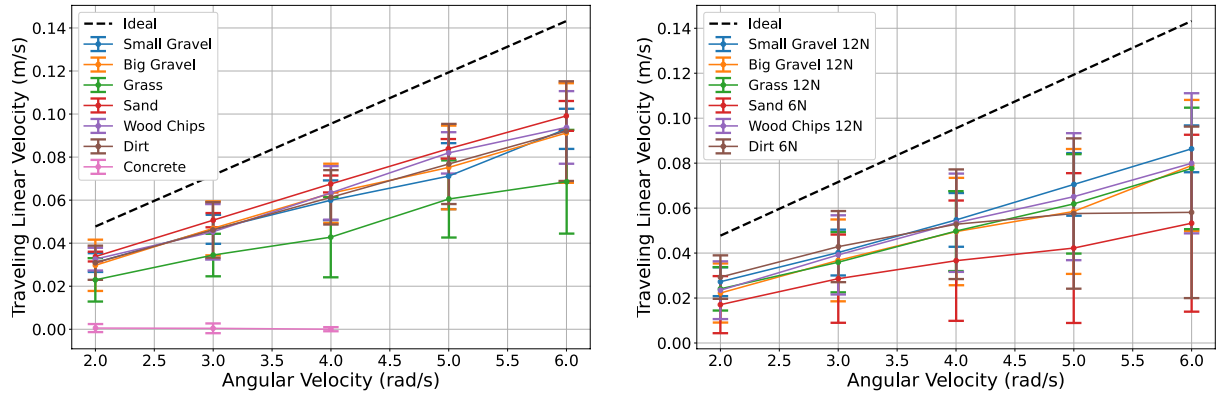 Traveling Linear Velocity (m/s)
0.14
0.12
0.10
0.08
0.06
0.04
0.02
0.00
Ideal
Small Gravel
Big Gravel
Grass
Sand
Wood Chips
Dirt
Concrete
2.0 2.5 3.0 3.5 4.0 4.5 5.0 5.5 6.0
Angular Velocity (rad/s)
Traveling Linear Velocity (m/s)
0.14
0.12
0.10
0.08
0.06
0.04
0.02
0.00
Ideal
Small Gravel 12N
Big Gravel 12N
Grass 12N
Sand 6N
Wood Chips 12N
Dirt 6N
2.0 2.5 3.0 3.5 4.0 4.5 5.0 5.5 6.0
Angular Velocity (rad/s)